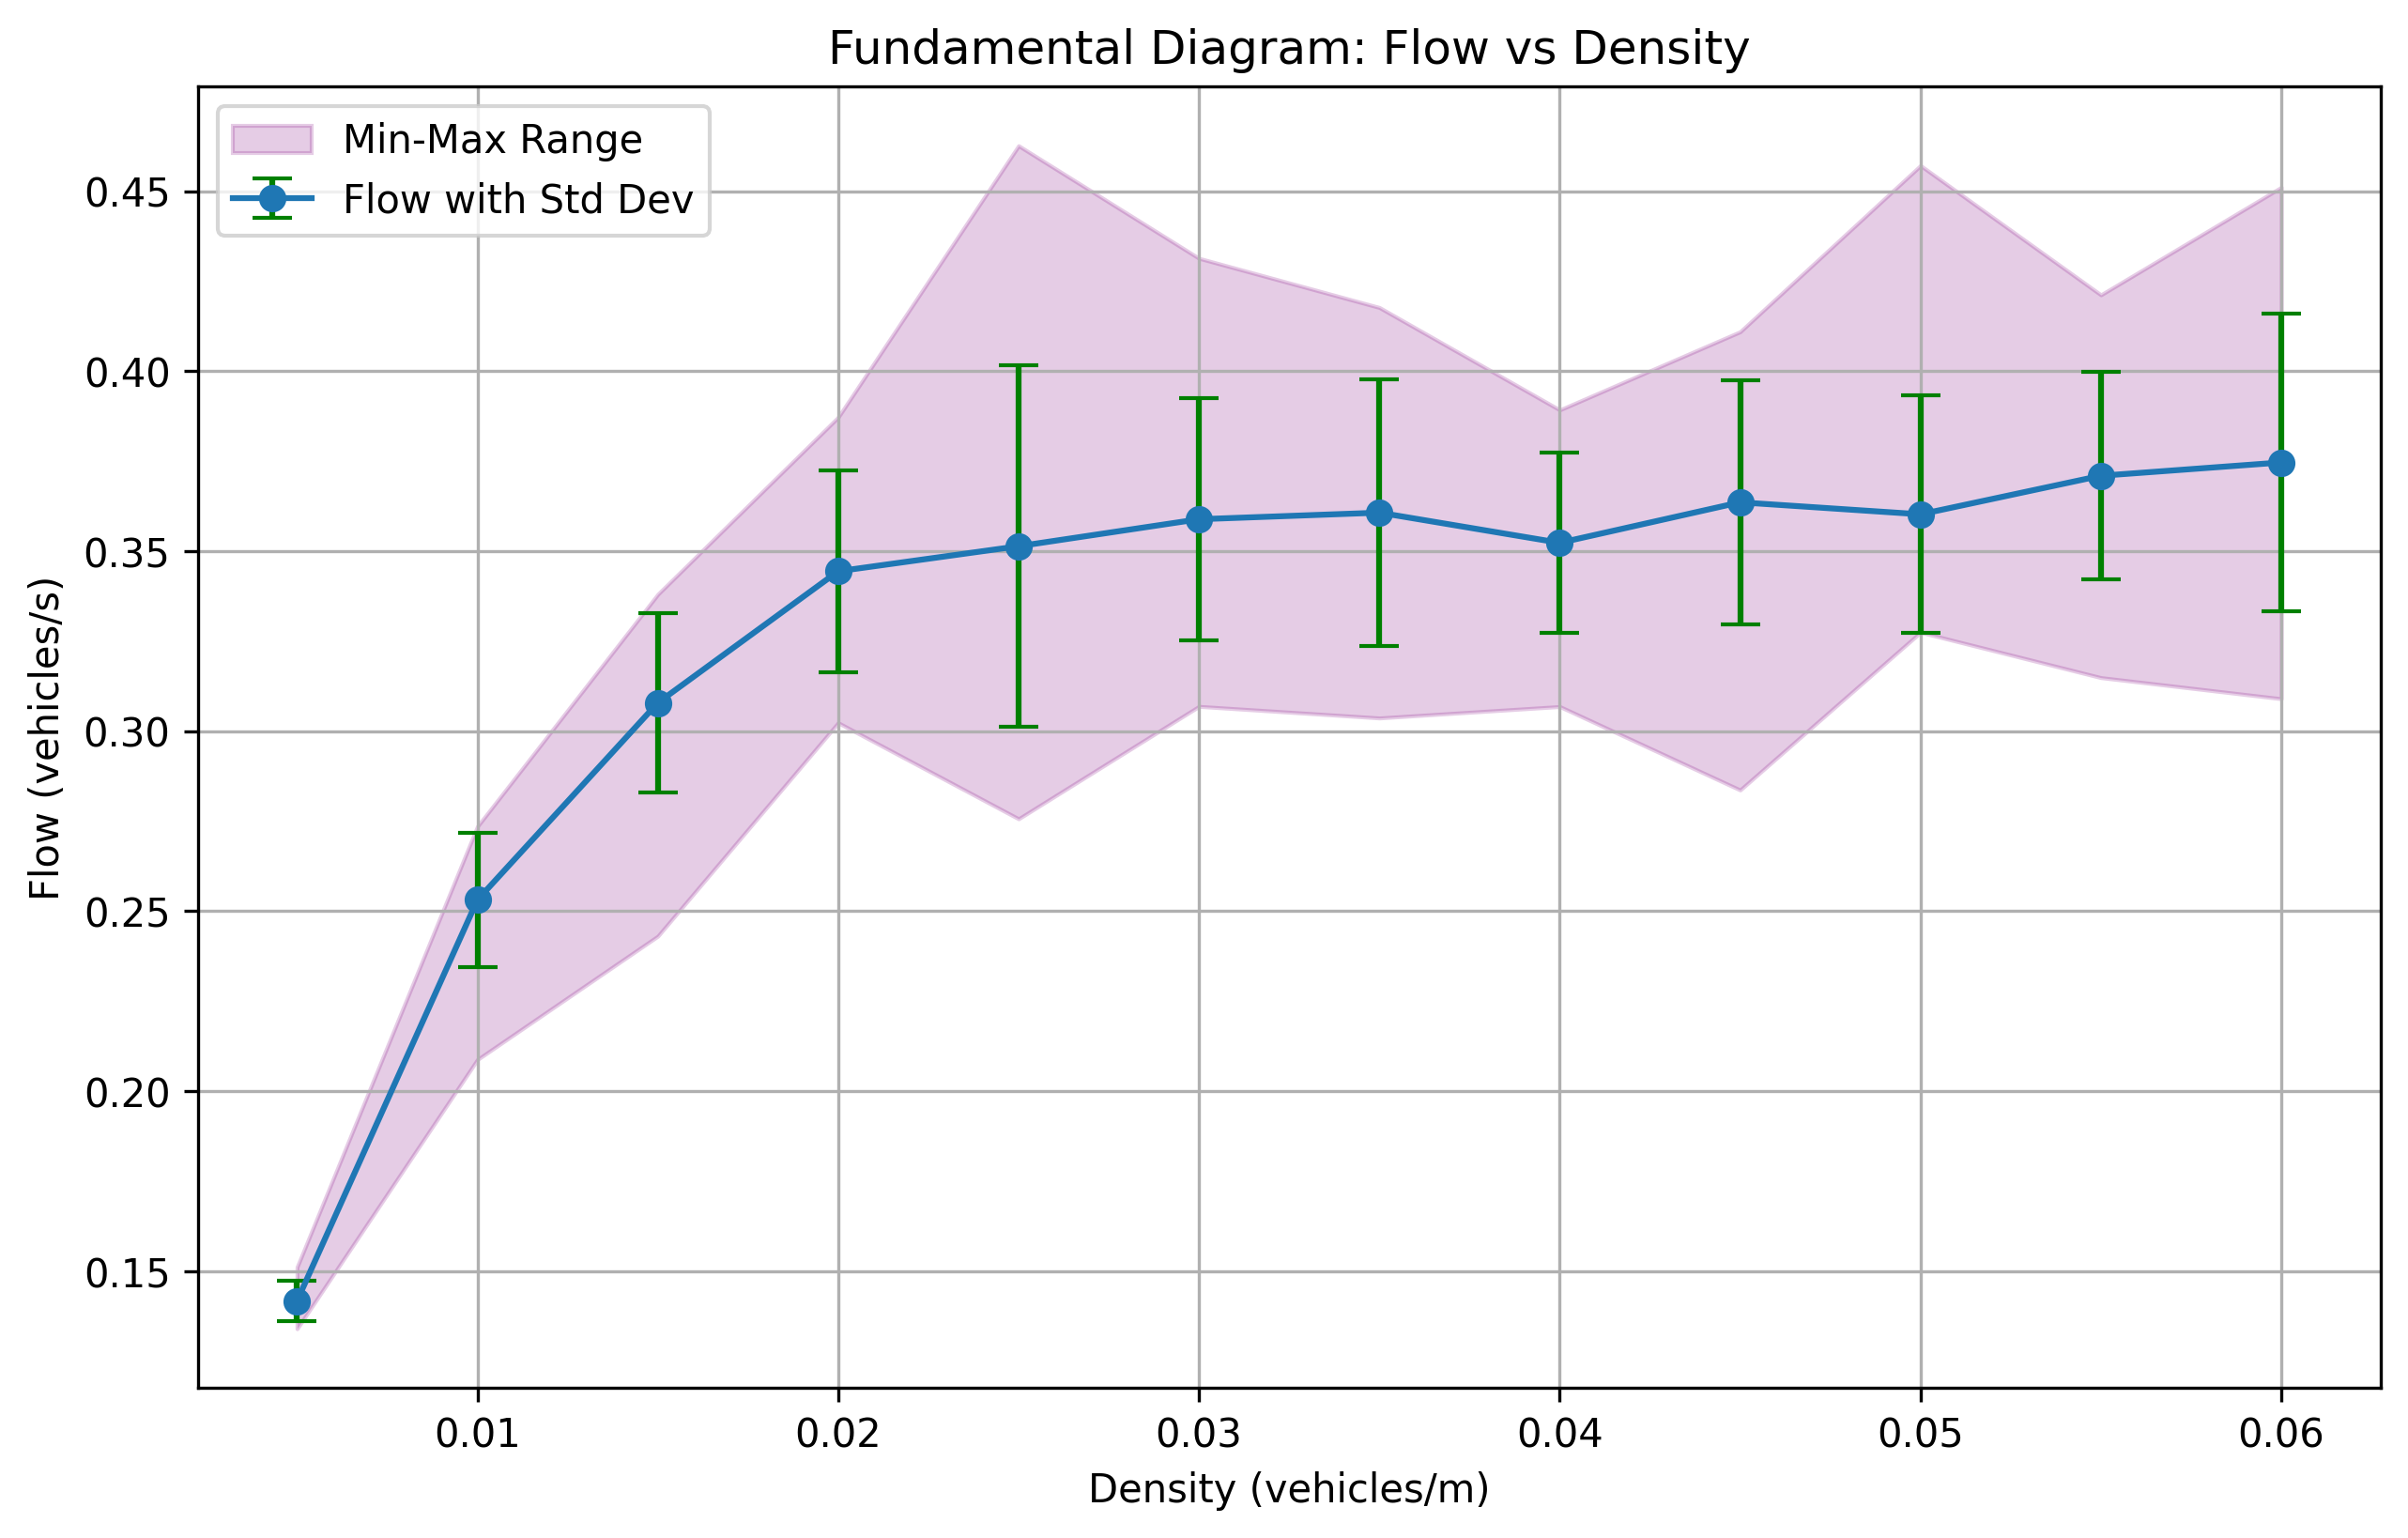 Fundamental Diagram: Flow vs Density
Min-Max Range
Flow with Std Dev
0.45
0.40
0.35
0.30
0.25
0.20
0.15
Flow (vehicles/s)
0.01 0.02 0.03 0.04 0.05 0.06
Density (vehicles/m)